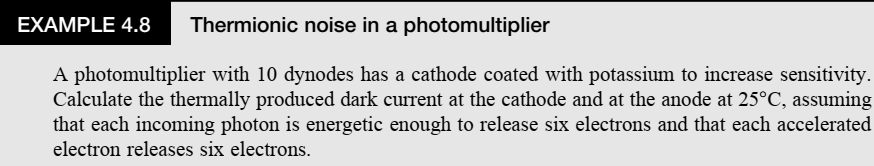 EXAMPLE 4.8 Thermionic noise in a photomultiplier
A photomultiplier with 10 dynodes has a cathode coated with potassium to increase sensitivity.
Calculate the thermally produced dark current at the cathode and at the anode at 25°C, assuming
that each incoming photon is energetic enough to release six electrons and that each accelerated
electron releases six electrons.